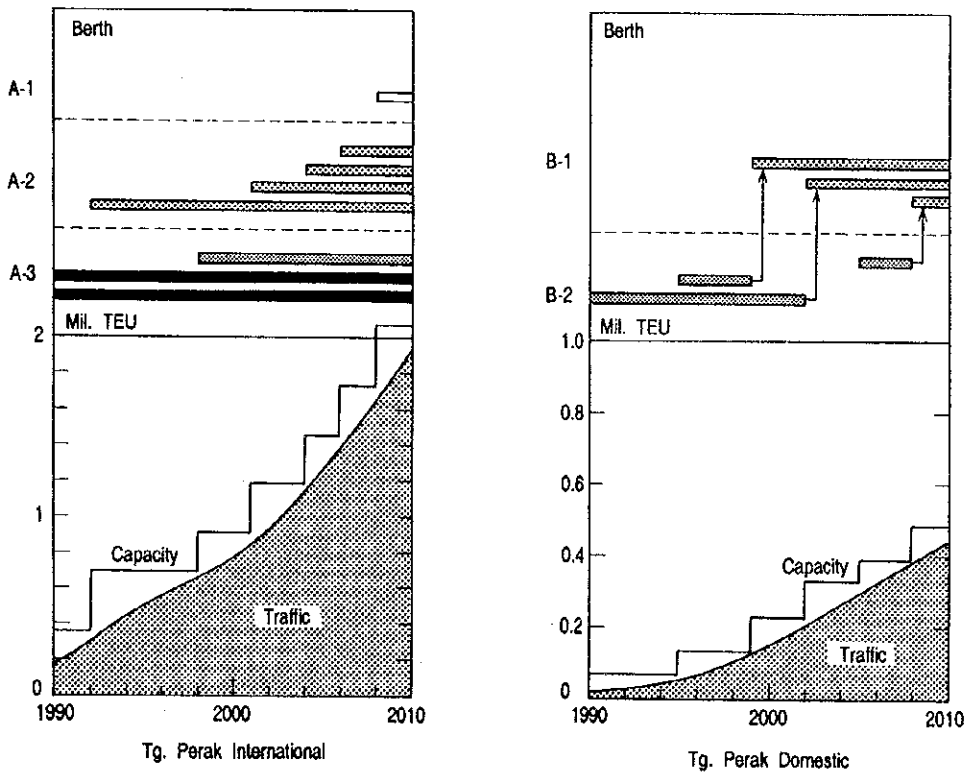 Berth
A-1
A-2
A-3
Mil. TEU
2
1
0
Capacity
Traffic
1990 2000 2010
Tg. Perak International
Berth
B-1
B-2
Mil. TEU
1.0
0.8
0.6
0.4
0.2
0
Capacity
Traffic
1990 2000 2010
Tg. Perak Domestic